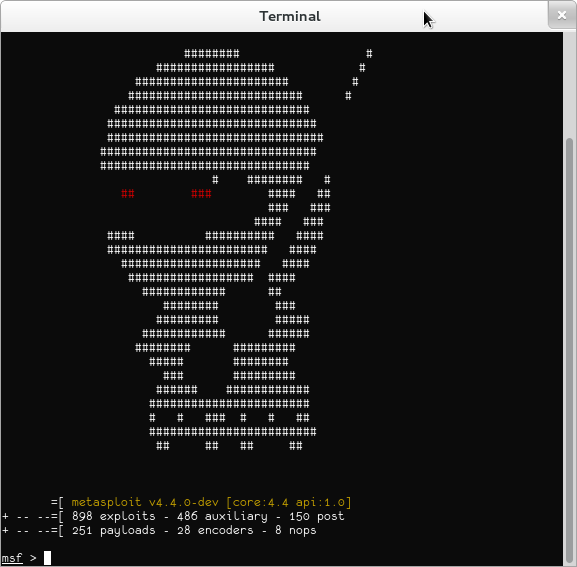 Terminal
                          ########                  #
                      #################            #
                   ######################         #
                  #########################      #
                ############################
               ##############################
               ###############################
              ###############################
              ##############################
                              #    ########   #
                 ##        ###        ####   ##
                                      ###   ###
                                    ####   ###
               ####          ##########   ####
               #######################   ####
                 ####################   ####
                  ##################  ####
                    ############      ##
                       ########        ###
                      #########        #####
                    ############      ######
                   ########      #########
                     #####       ########
                       ###       #########
                      ######    ############
                     #######################
                     #   #   ###  #   #   ##
                     ########################
                      ##     ##   ##     ##
       =[ metasploit v4.4.0-dev [core:4.4 api:1.0]
+ -- --=[ 898 exploits - 486 auxiliary - 150 post
+ -- --=[ 251 payloads - 28 encoders - 8 nops
msf >